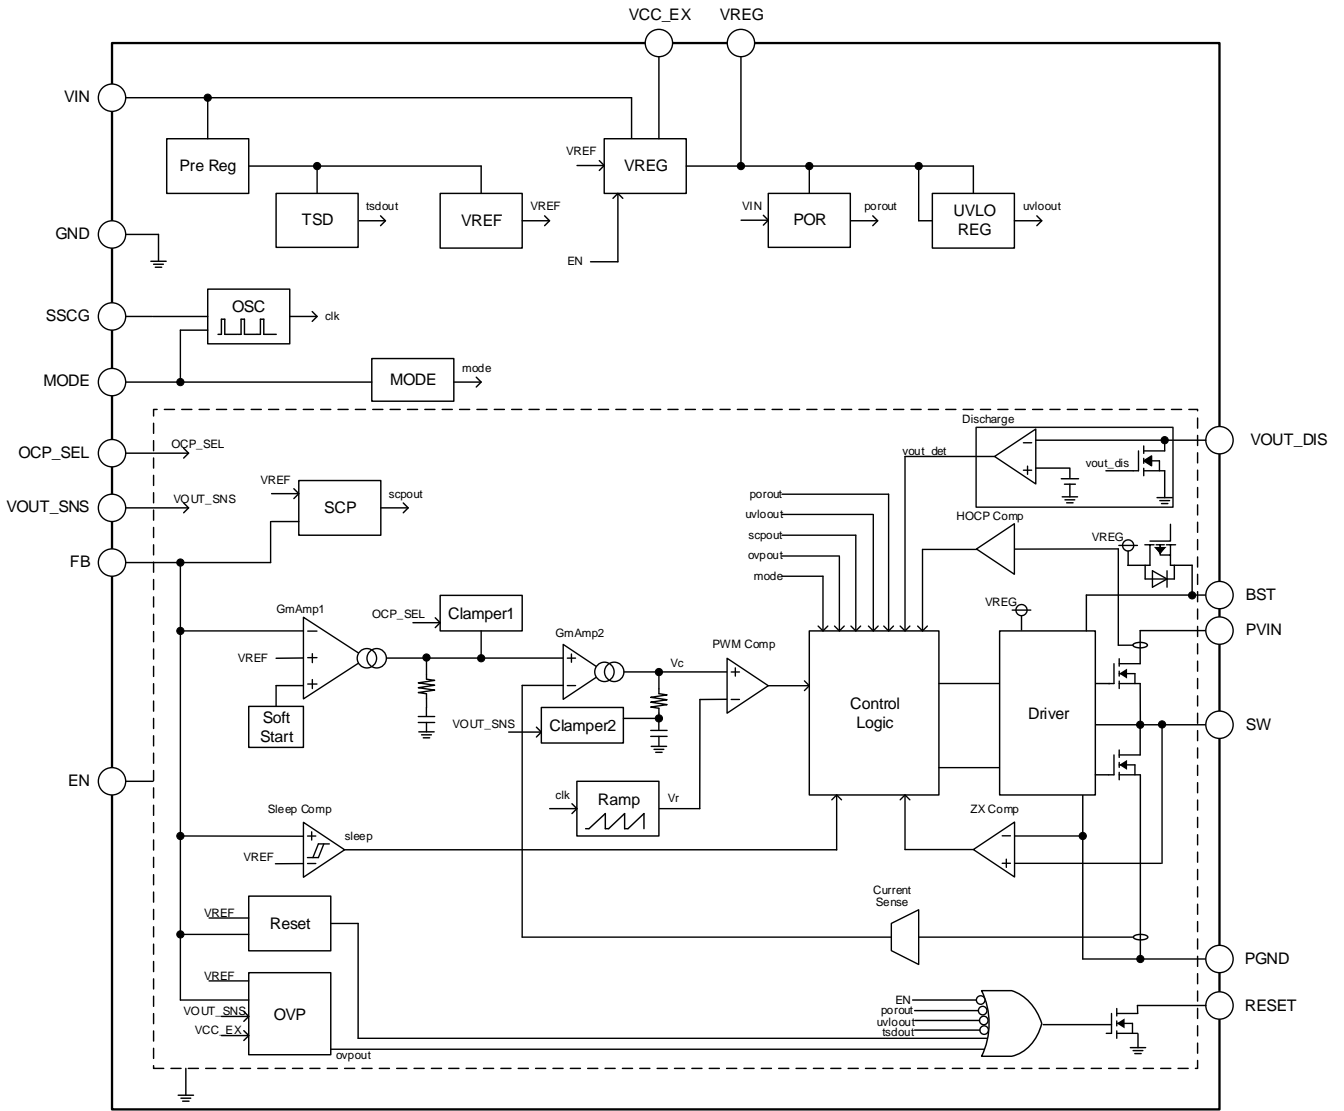 VCC_EX
VREG
VIN
Pre Reg
VREF
VREG
TSD
tsdout
VREF
VREF
VIN
POR
porout
UVLO
REG
uvloout
GND
EN
SSCG
OSC
clk
MODE
MODE
mode
OCP_SEL
OCP_SEL
Discharge
VOUT_DIS
vout_det
vout_dis
VOUT_SNS
VOUT_SNS
VREF
SCP
scpout
porout
uvloout
scpout
ovpout
mode
HOCP Comp
VREG
FB
BST
GmAmp1
OCP_SEL
Clamper1
VREG
PVIN
GmAmp2
PWM Comp
VREF
Vc
Soft
Start
VOUT_SNS
Clamper2
Control
Logic
Driver
SW
EN
clk
Ramp
Vr
Sleep Comp
sleep
VREF
ZX Comp
Current
Sense
VREF
Reset
PGND
VREF
VOUT_SNS
VCC_EX
OVP
ovpout
EN
porout
uvloout
tsdout
RESET